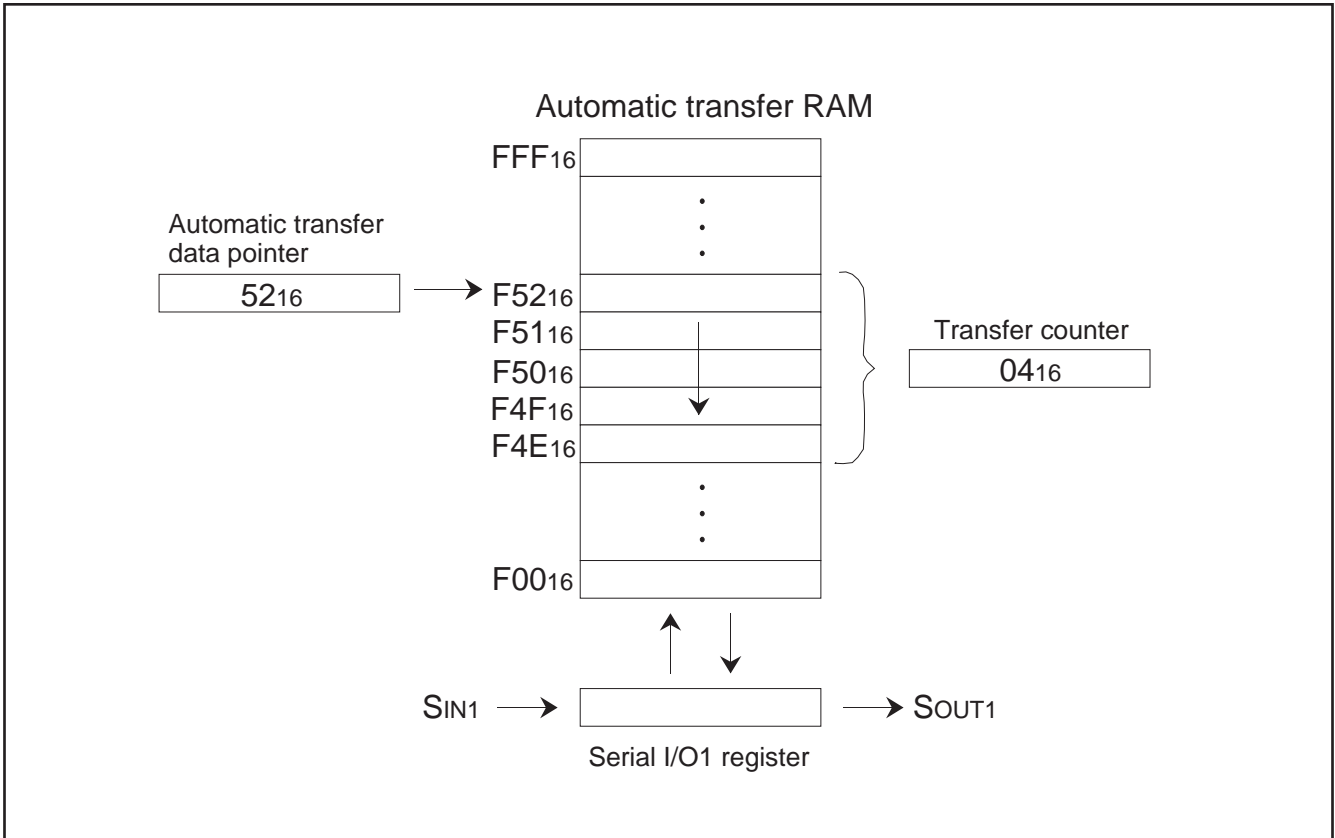 Automatic transfer RAM
FFF16
Automatic transfer
data pointer
5216
F5216
F5116
F5016
F4F16
F4E16
Transfer counter
0416
F0016
SIN1
SOUT1
Serial I/O1 register